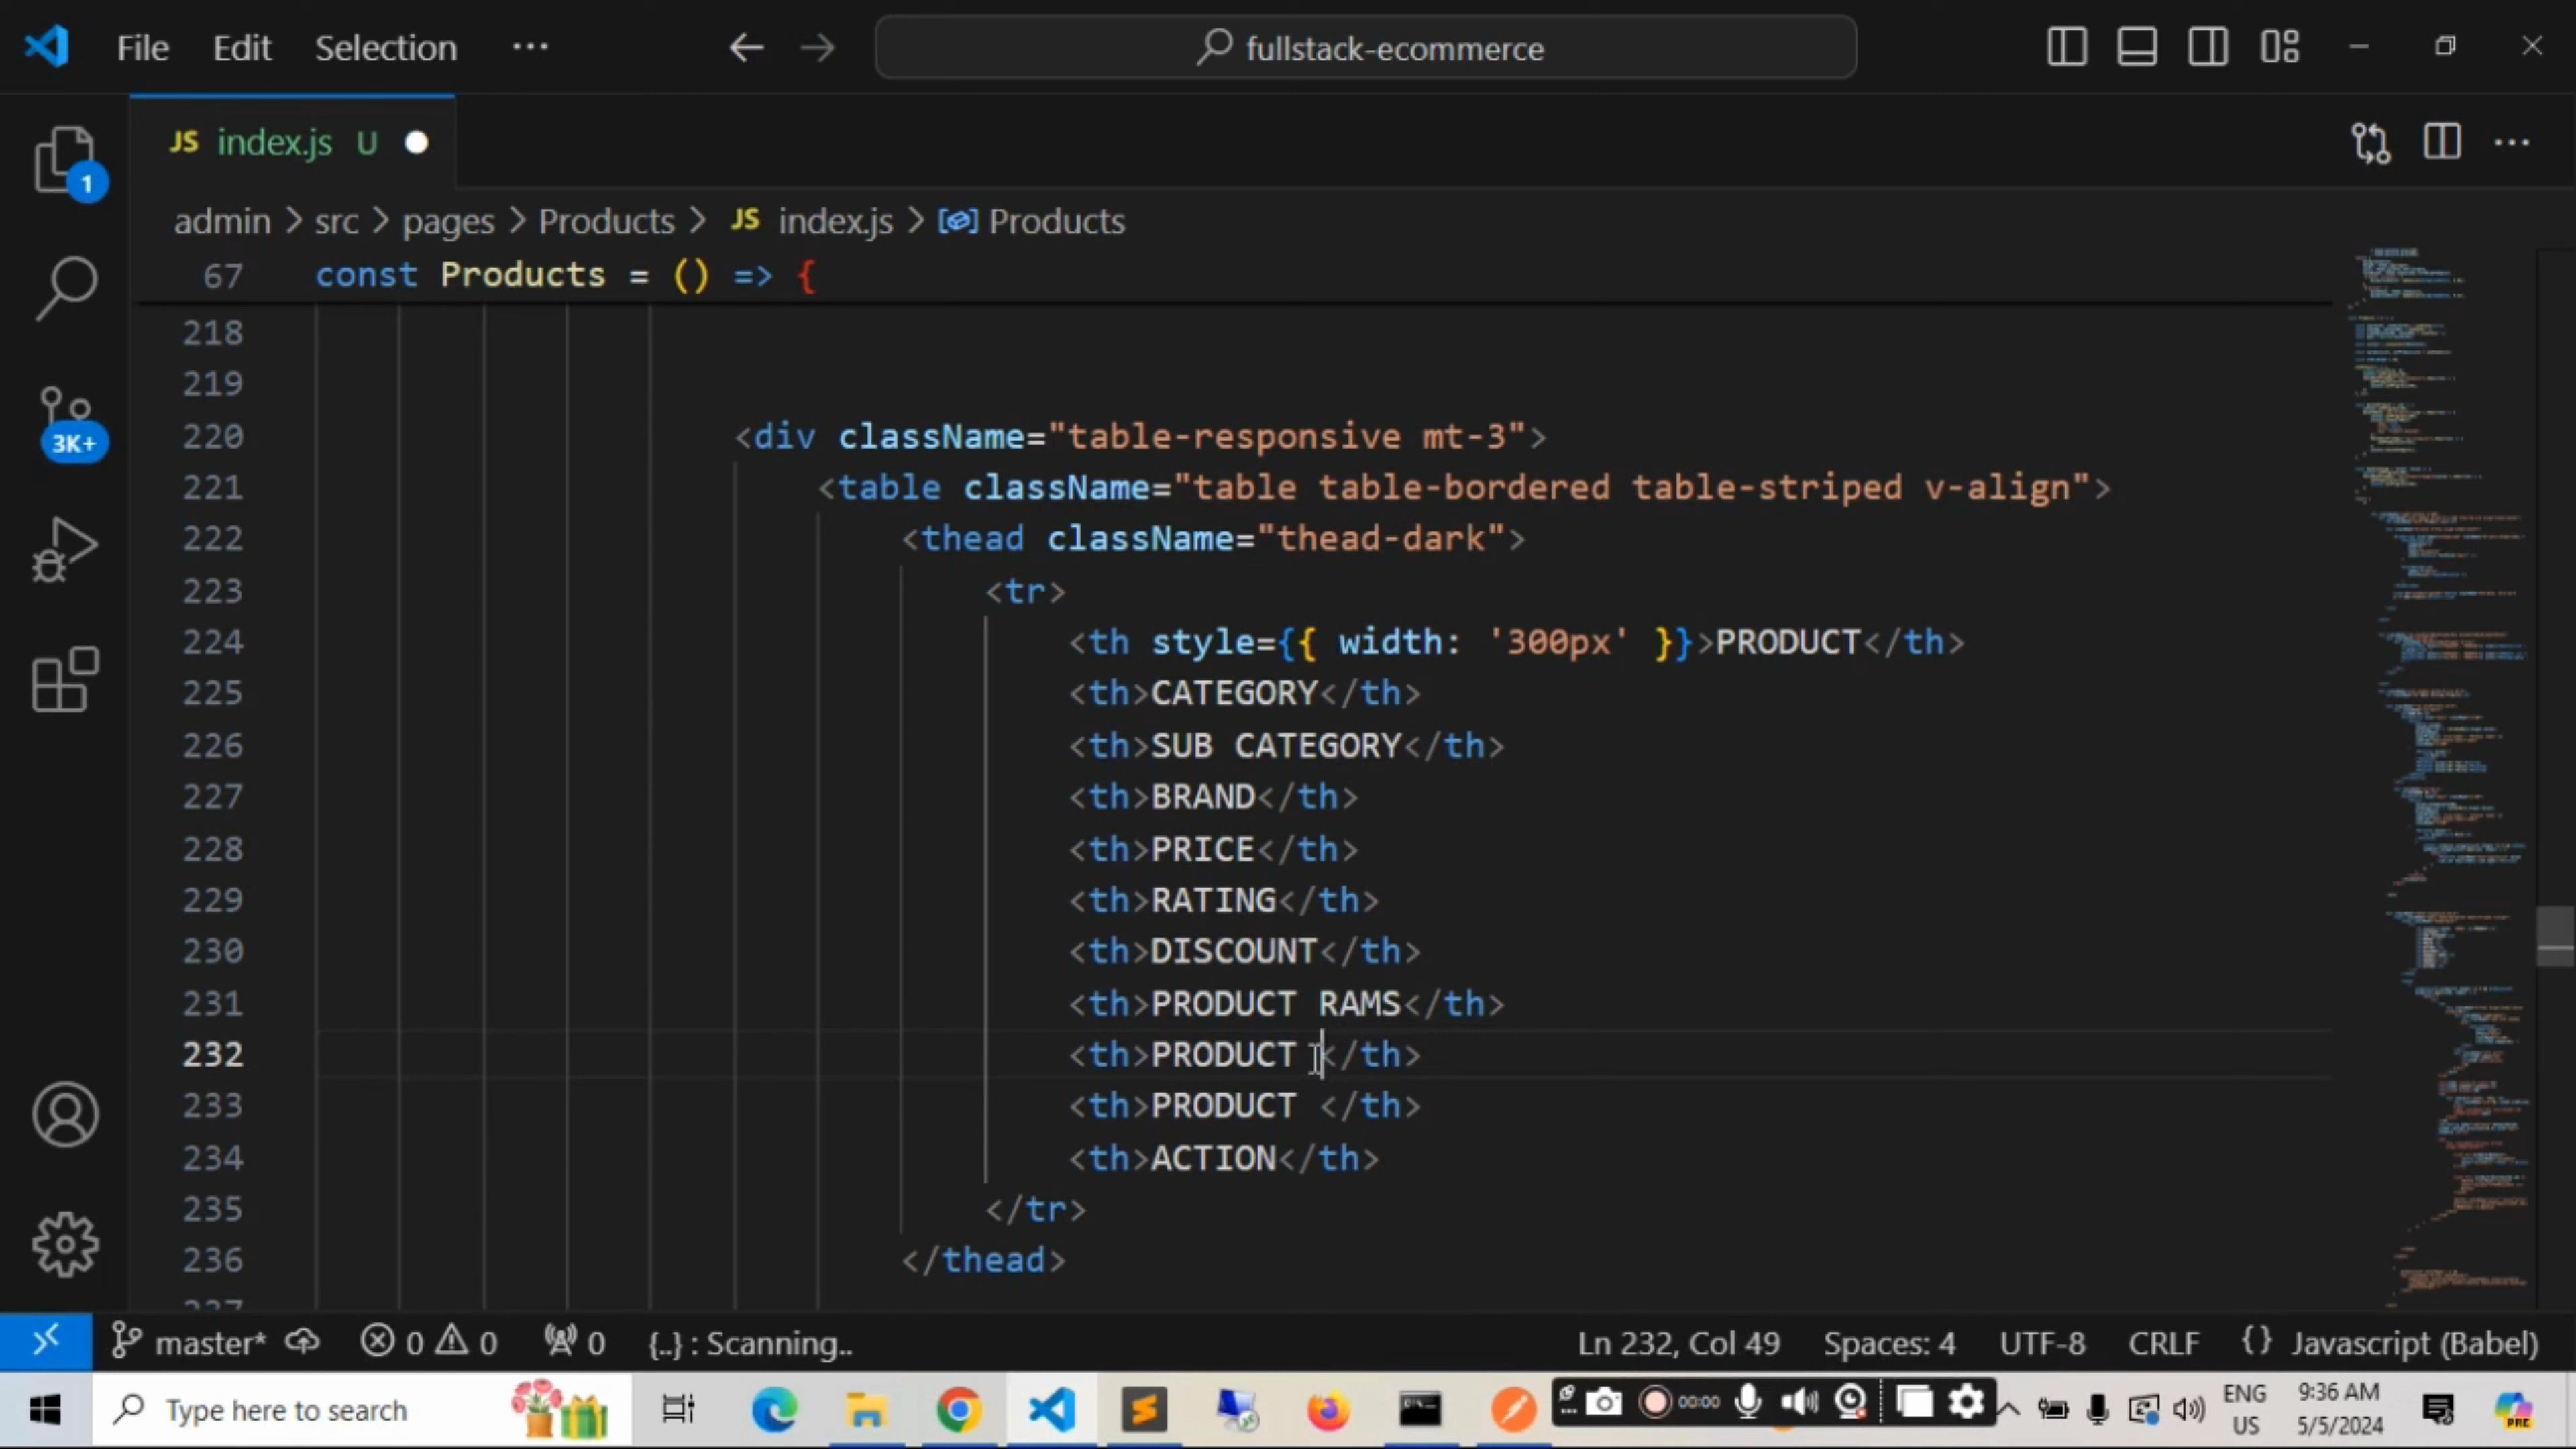 File Edit Selection ··· fullstack-ecommerce
JS index.js U
1
admin > src > pages > Products > JS index.js > Products
67 const Products = () => {
218
219
220 <div className="table-responsive mt-3">
3K+
221 <table className="table table-bordered table-striped v-align">
222 <thead className="thead-dark">
223 <tr>
224 <th style={{ width: '300px' }}>PRODUCT</th>
225 <th>CATEGORY</th>
226 <th>SUB CATEGORY</th>
227 <th>BRAND</th>
228 <th>PRICE</th>
229 <th>RATING</th>
230 <th>DISCOUNT</th>
231 <th>PRODUCT RAMS</th>
232 <th>PRODUCT </th>
233 <th>PRODUCT </th>
234 <th>ACTION</th>
235 </tr>
236 </thead>
237
master* 0 0 0 {..} : Scanning.. Ln 232, Col 49 Spaces: 4 UTF-8 CRLF {} Javascript (Babel)
Type here to search 00:00 ENG US 9:36 AM 5/5/2024 PRE